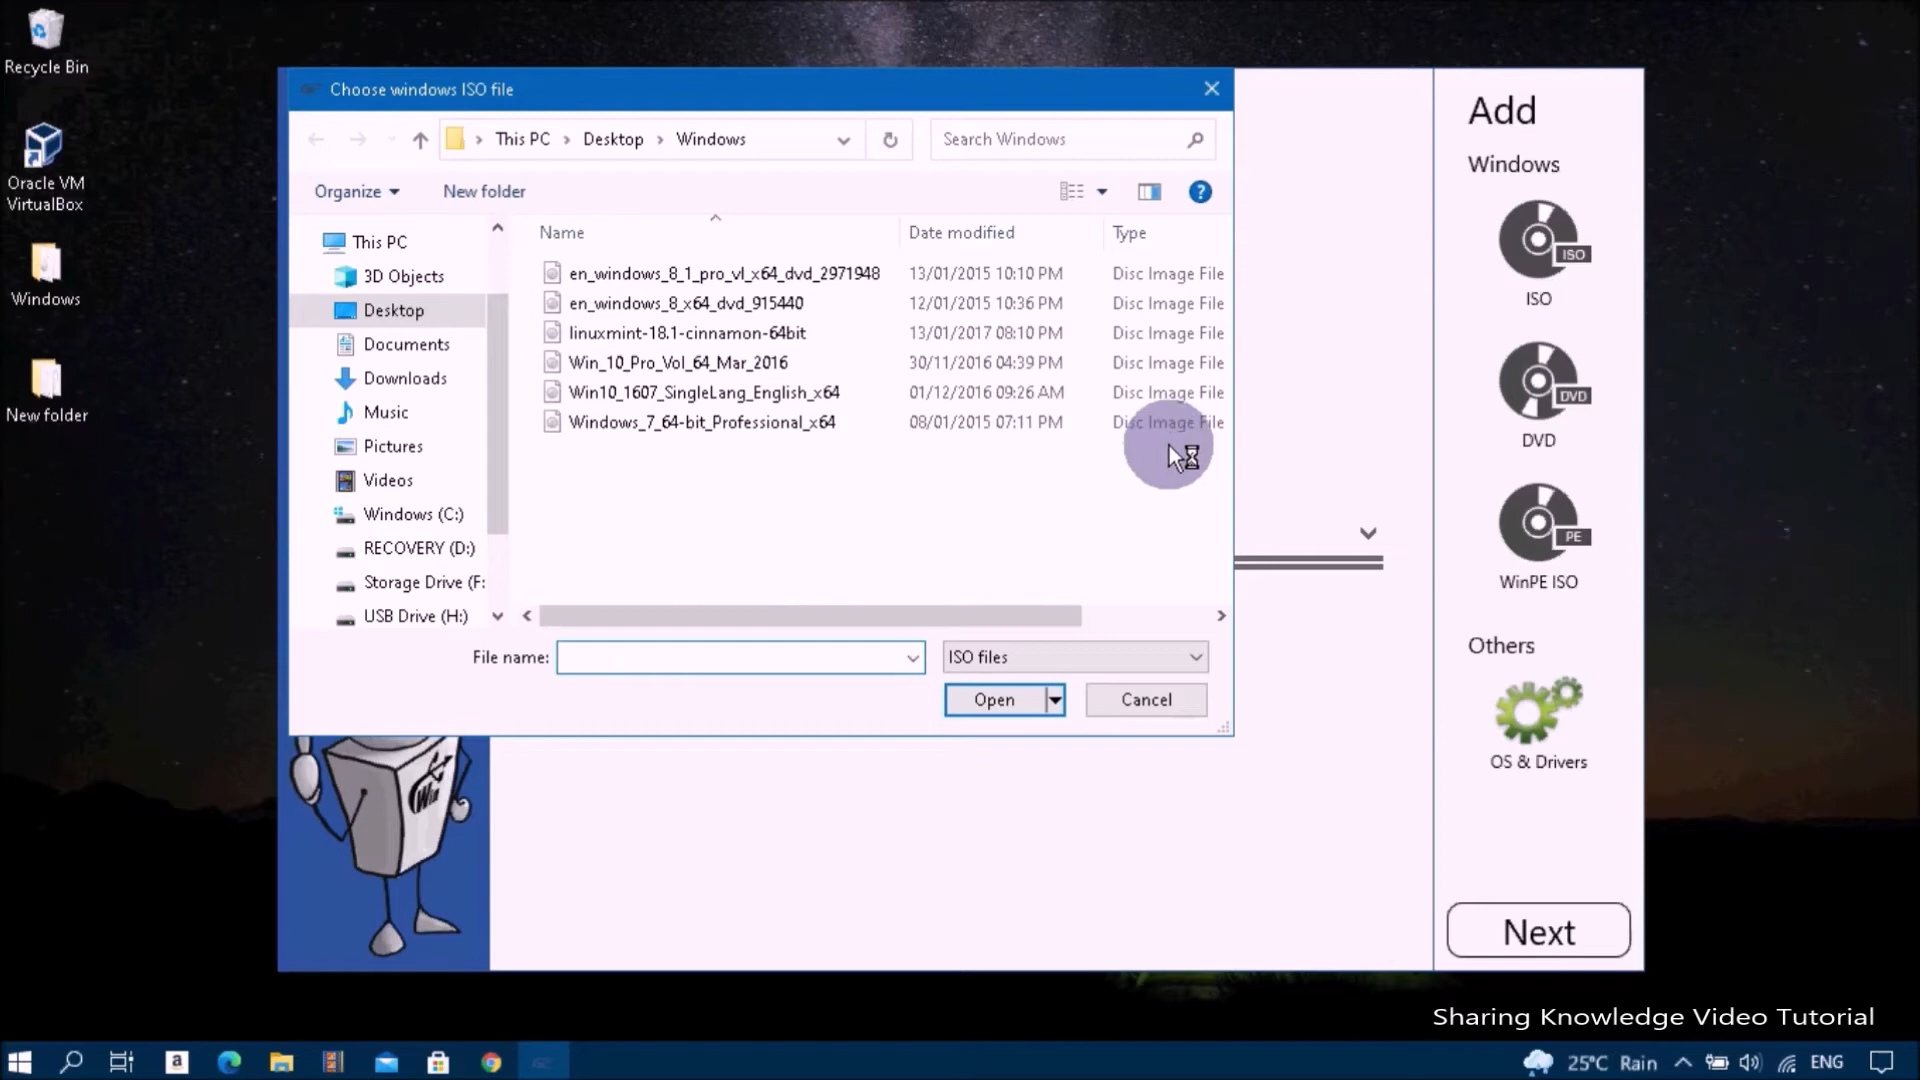 Recycle Bin
Oracle VM
VirtualBox
Windows
New folder
Choose windows ISO file
This PC
Desktop
Windows
Search Windows
Organize
New folder
?
This PC
3D Objects
Desktop
Documents
Downloads
Music
Pictures
Videos
Windows (C:)
RECOVERY (D:)
Storage Drive (F:
USB Drive (H:)
Name Date modified Type
en_windows_8_1_pro_vl_x64_dvd_2971948 13/01/2015 10:10 PM Disc Image File
en_windows_8_x64_dvd_915440 12/01/2015 10:36 PM Disc Image File
linuxmint-18.1-cinnamon-64bit 13/01/2017 08:10 PM Disc Image File
Win_10_Pro_Vol_64_Mar_2016 30/11/2016 04:39 PM Disc Image File
Win10_1607_SingleLang_English_x64 01/12/2016 09:26 AM Disc Image File
Windows_7_64-bit_Professional_x64 08/01/2015 07:11 PM Disc Image File
File name:
ISO files
Open
Cancel
Win
Add
Windows
ISO
ISO
DVD
DVD
PE
WinPE ISO
Others
OS & Drivers
Next
Sharing Knowledge Video Tutorial
a
25°C Rain
ENG